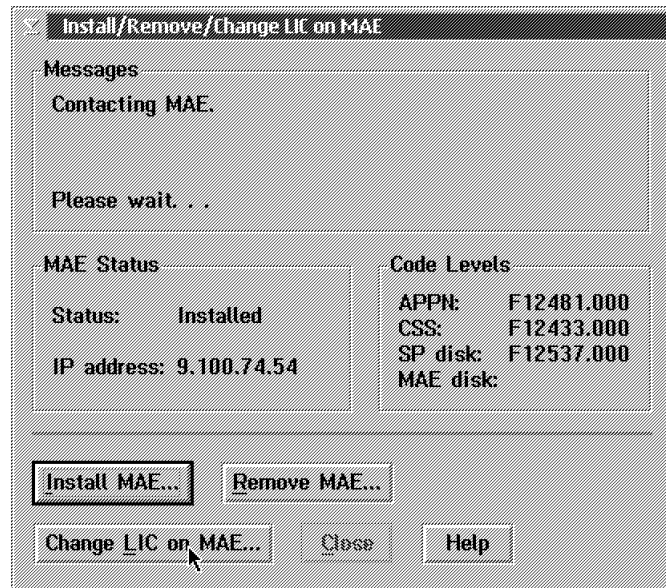 Install/Remove/Change LIC on MAE
Messages
Contacting MAE.
Please wait. . .
MAE Status
Status: Installed
IP address: 9.100.74.54
Code Levels
APPN: F12481.000
CSS: F12433.000
SP disk: F12537.000
MAE disk:
Install MAE...
Remove MAE...
Change LIC on MAE...
Close
Help